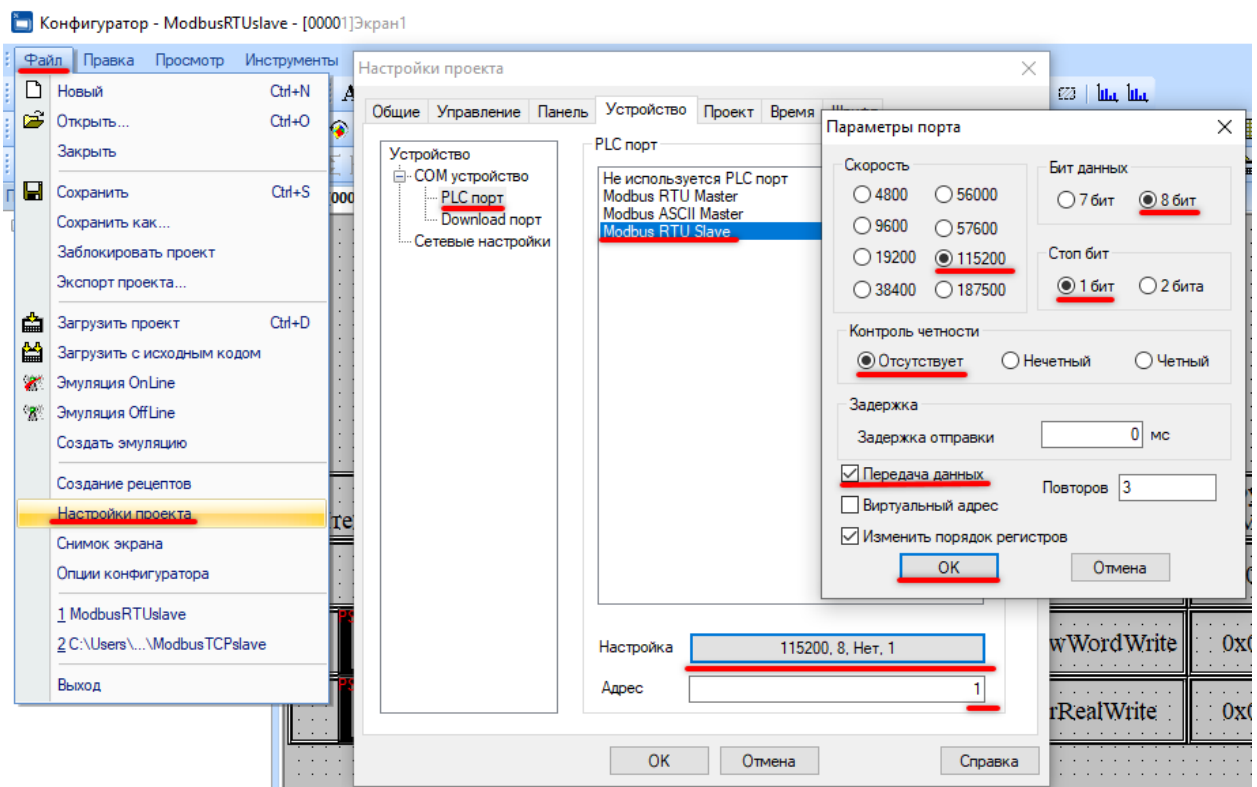 Конфигуратор - ModbusRTUslave - [00001]Экран1
Файл Правка Просмотр Инструменты
Новый Ctrl+N
Открыть... Ctrl+O
Закрыть
Сохранить Ctrl+S
Сохранить как...
Заблокировать проект
Экспорт проекта...
Загрузить проект Ctrl+D
Загрузить с исходным кодом
Эмуляция OnLine
Эмуляция OffLine
Создать эмуляцию
Создание рецептов
Настройки проекта
Снимок экрана
Опции конфигуратора
1 ModbusRTUslave
2 C:\Users\...\ModbusTCPslave
Выход
Настройки проекта
Общие Управление Панель Устройство Проект Время
Устройство
COM устройство
PLC порт
Download порт
Сетевые настройки
PLC порт
Не используется PLC порт
Modbus RTU Master
Modbus ASCII Master
Modbus RTU Slave
Настройка 115200, 8, Нет, 1
Адрес 1
OK Отмена Справка
Параметры порта
Скорость
4800 56000
9600 57600
19200 115200
38400 187500
Бит данных
7 бит 8 бит
Стоп бит
1 бит 2 бита
Контроль четности
Отсутствует Нечетный Четный
Задержка
Задержка отправки 0 мс
Передача данных
Повторов 3
Виртуальный адрес
Изменить порядок регистров
OK Отмена
wWordWrite 0x0
rRealWrite 0x0